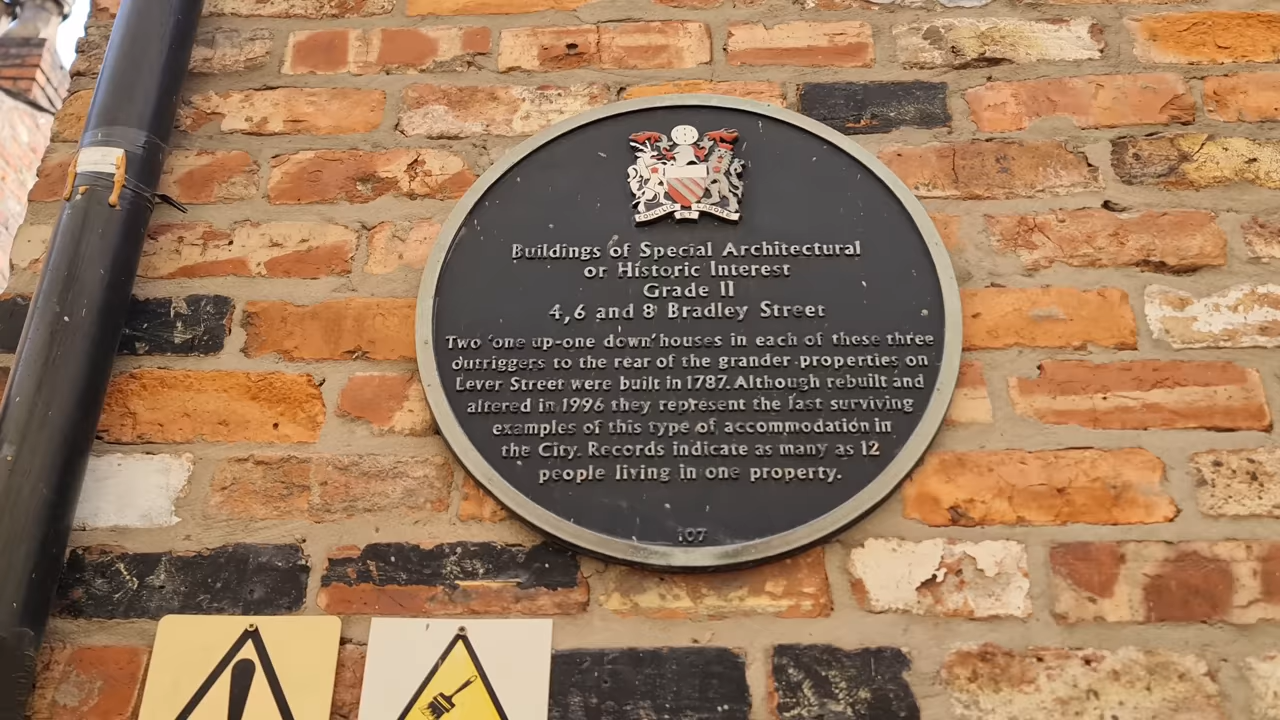 CONCILIO ET LABORE
Buildings of Special Architectural
or Historic Interest
Grade II
4,6 and 8 Bradley Street
Two 'one up-one down' houses in each of these three
outriggers to the rear of the grander properties on
Lever Street were built in 1787. Although rebuilt and
altered in 1996 they represent the last surviving
examples of this type of accommodation in
the City. Records indicate as many as 12
people living in one property.
107